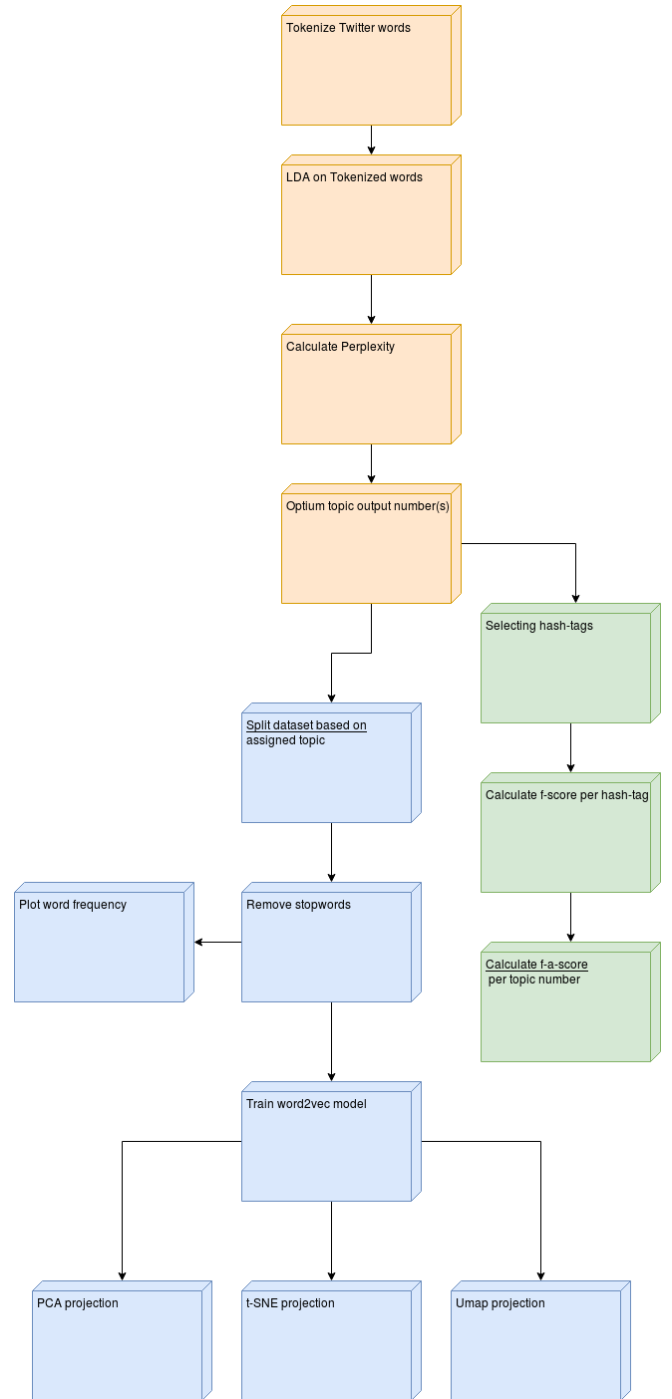 Tokenize Twitter words
LDA on Tokenized words
Calculate Perplexity
Optium topic output number(s)
Selecting hash-tags
Split dataset based on
assigned topic
Calculate f-score per hash-tag
Plot word frequency
Remove stopwords
Calculate f-a-score
per topic number
Train word2vec model
PCA projection
t-SNE projection
Umap projection